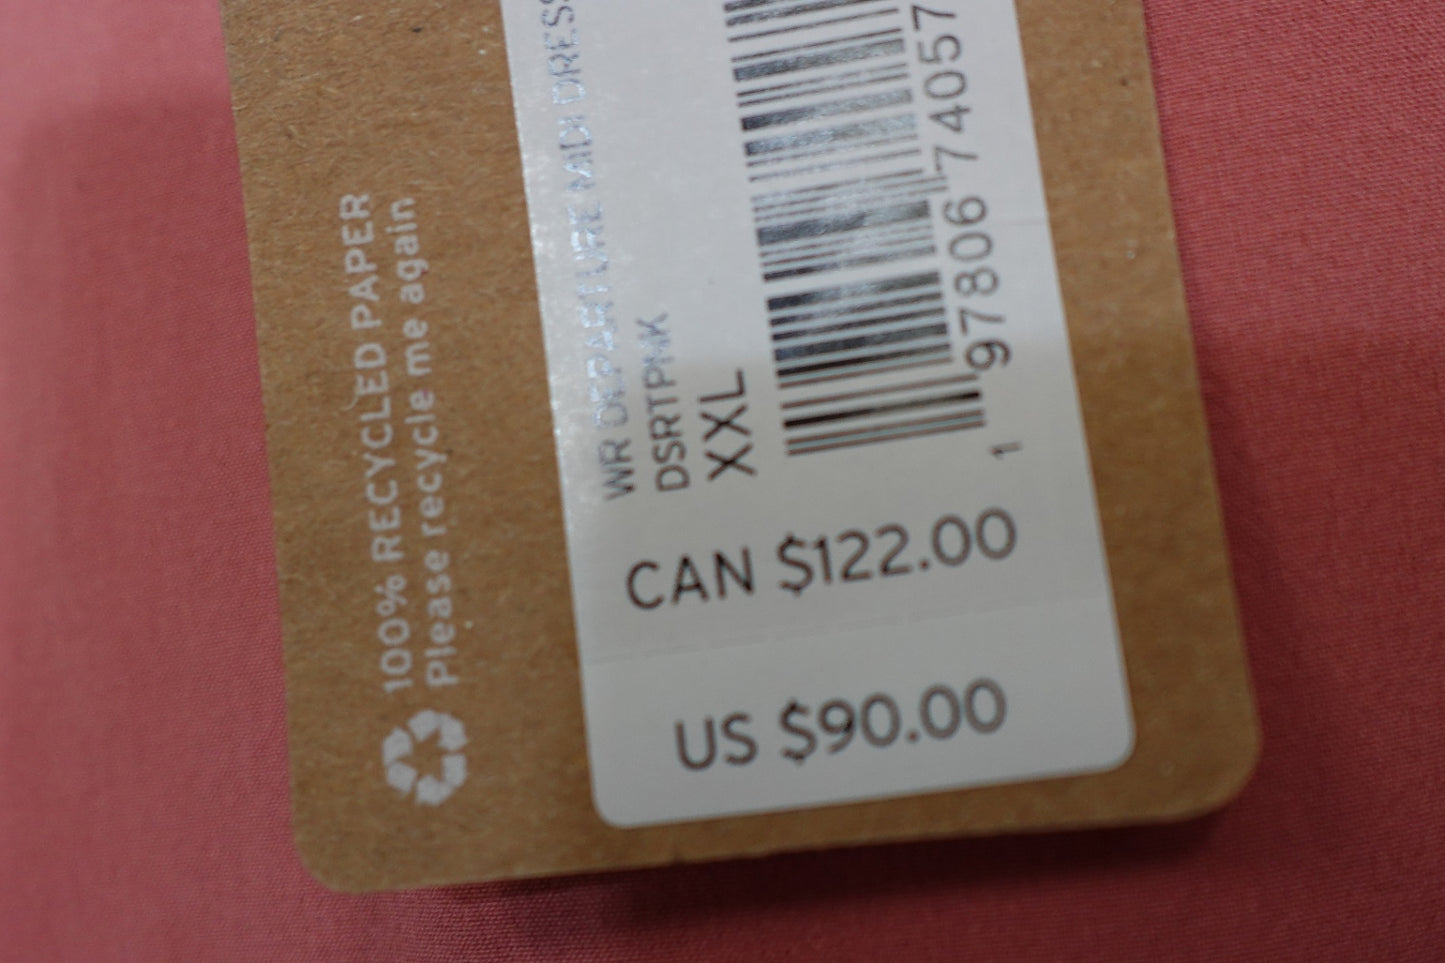 100% RECYCLED PAPER
Please recycle me again
WR DEPARTURE MIDI DRESS
DSRTPNK
XXL
1 97806 74057
CAN $122.00
US $90.00